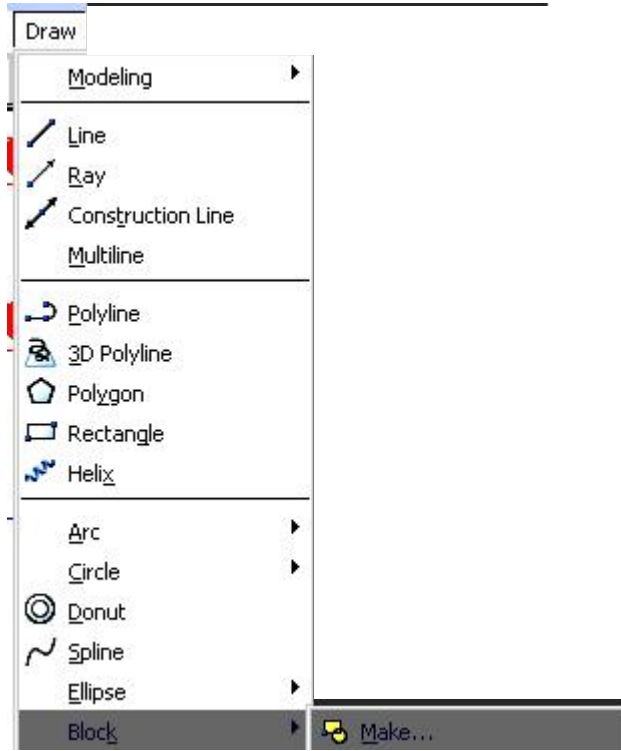 Draw
Modeling
Line
Ray
Construction Line
Multiline
Polyline
3D Polyline
Polygon
Rectangle
Helix
Arc
Circle
Donut
Spline
Ellipse
Block
Make...